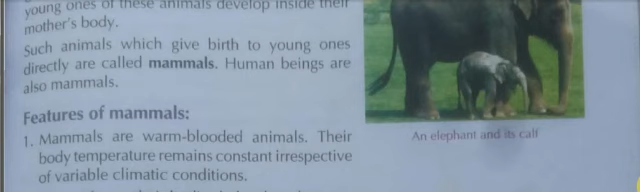 young ones of these animals develop inside their
mother's body.
Such animals which give birth to young ones
directly are called mammals. Human beings are
also mammals.
Features of mammals:
1. Mammals are warm-blooded animals. Their
body temperature remains constant irrespective
of variable climatic conditions.
An elephant and its calf